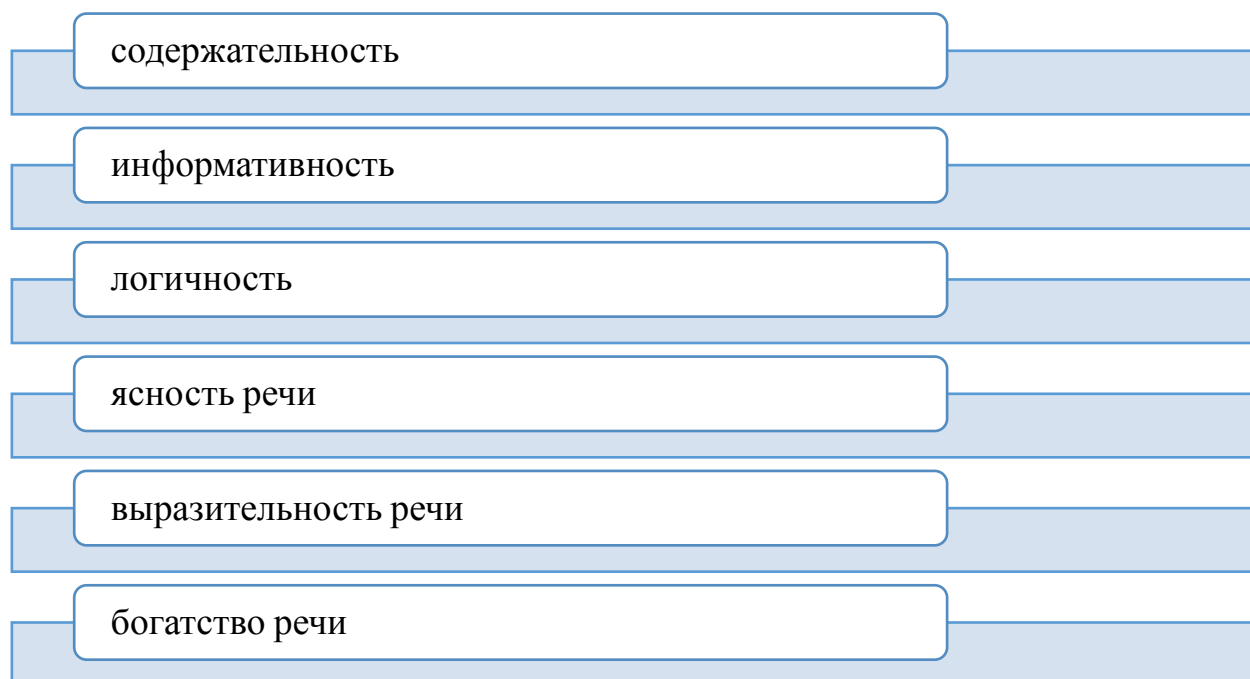 содержательность
информативность
логичность
ясность речи
выразительность речи
богатство речи